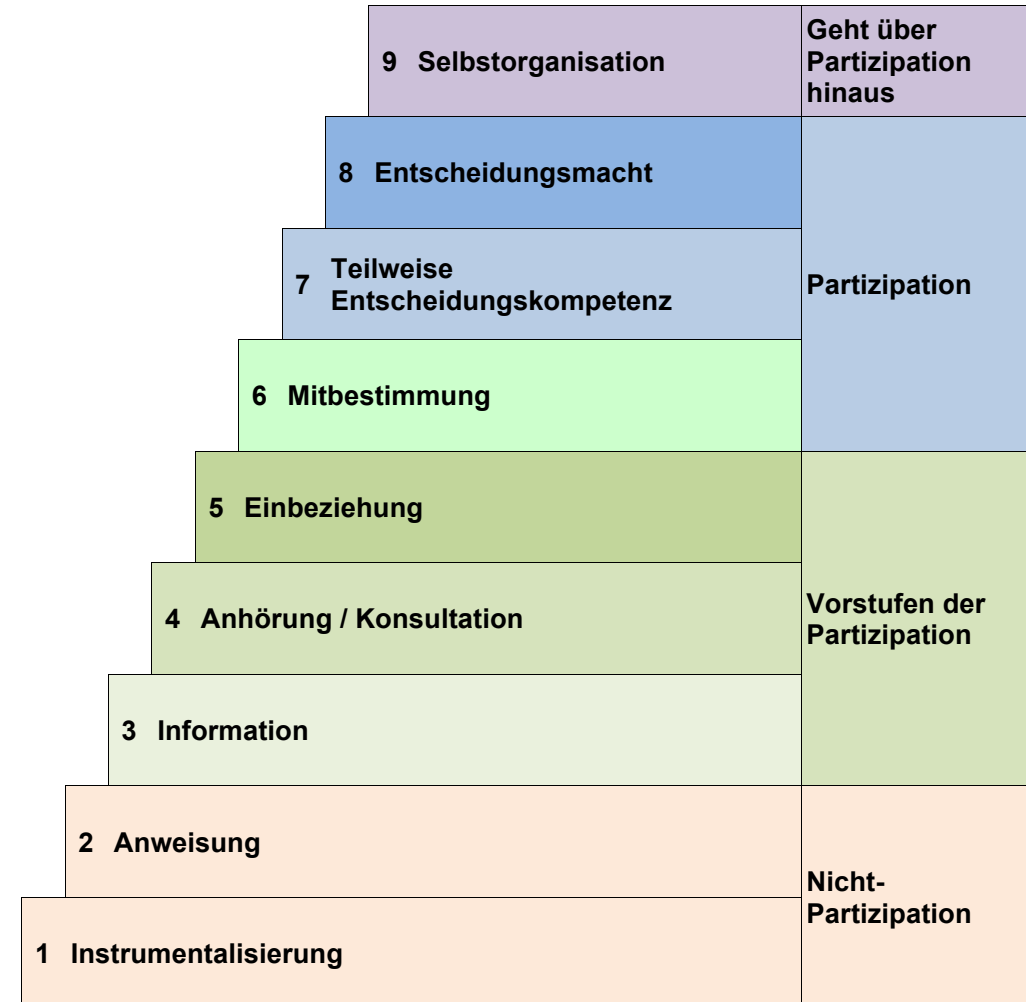 9 Selbstorganisation
Geht über
Partizipation
hinaus
8 Entscheidungsmacht
7 Teilweise
Entscheidungskompetenz
Partizipation
6 Mitbestimmung
5 Einbeziehung
4 Anhörung / Konsultation
Vorstufen der
Partizipation
3 Information
2 Anweisung
Nicht-
Partizipation
1 Instrumentalisierung